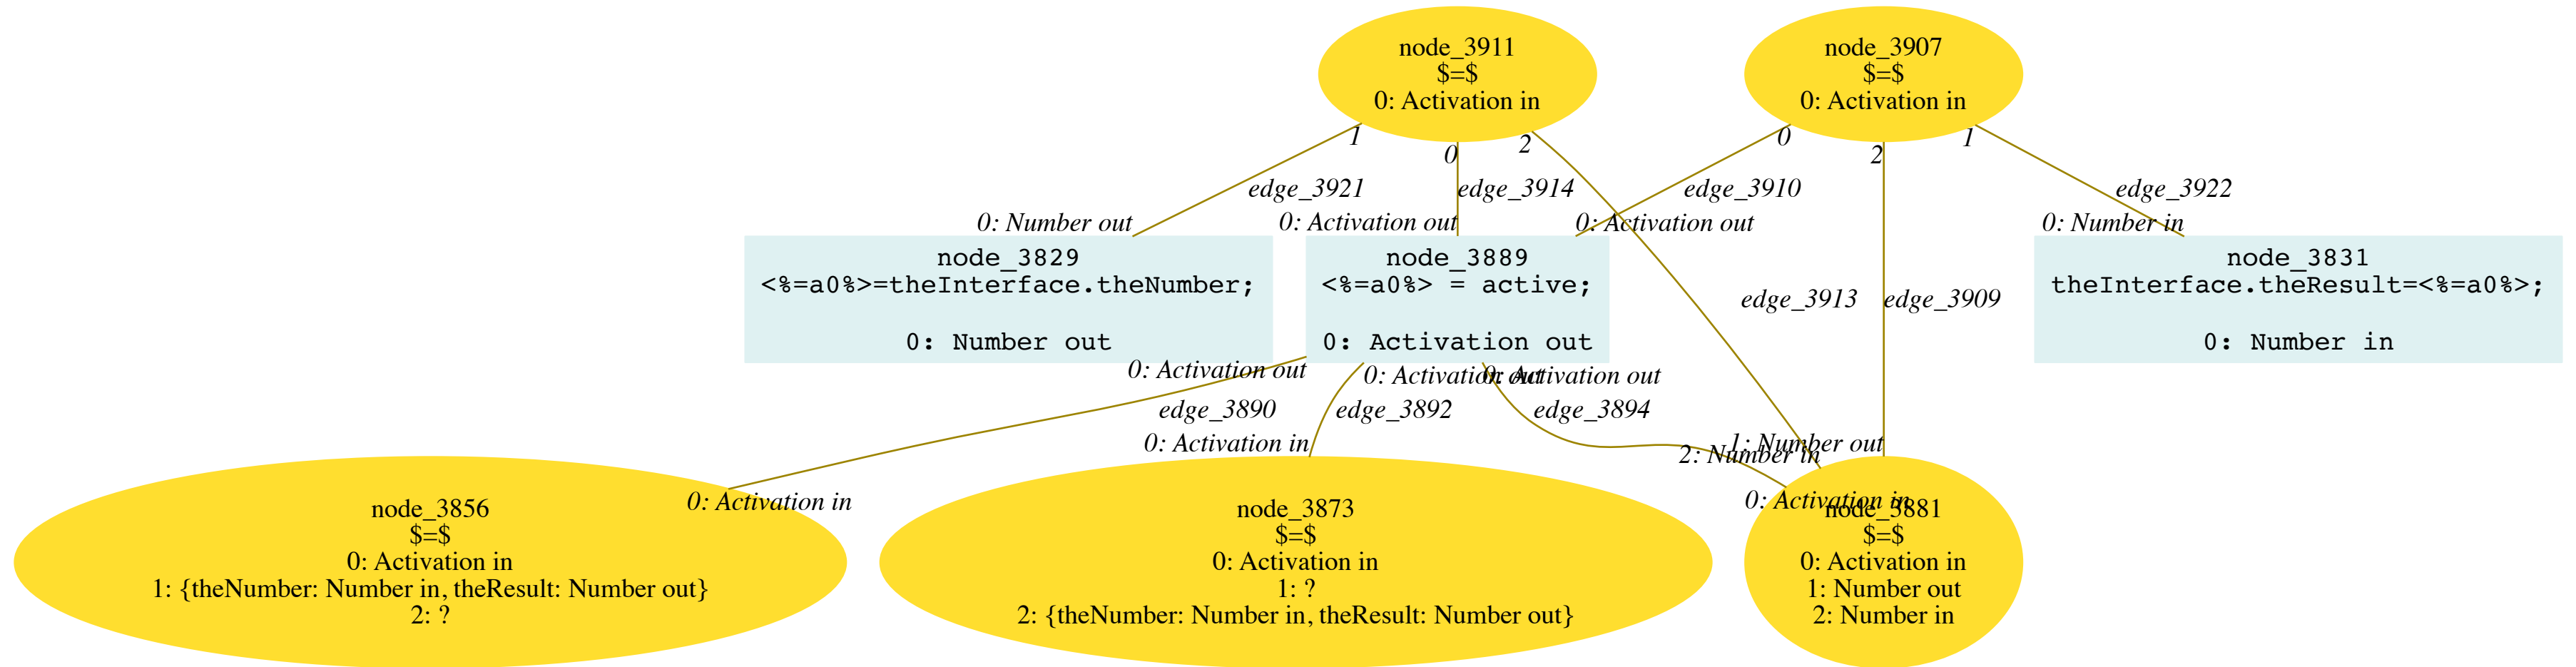 node_3911
$=$
0: Activation in
node_3907
$=$
0: Activation in
1
0
2
0
2
1
edge_3921
edge_3914
edge_3910
edge_3922
0: Number out
0: Activation out
0: Activation out
0: Number in
node_3829
<%=a0%>=theInterface.theNumber;
0: Number out
node_3889
<%=a0%> = active;
0: Activation out
node_3831
theInterface.theResult=<%=a0%>;
0: Number in
edge_3913
edge_3909
0: Activation out
0: Activation out
0: Activation out
edge_3890
edge_3892
edge_3894
0: Activation in
1: Number out
2: Number in
0: Activation in
0: Activation in
node_3856
$=$
0: Activation in
1: {theNumber: Number in, theResult: Number out}
2: ?
node_3873
$=$
0: Activation in
1: ?
2: {theNumber: Number in, theResult: Number out}
node_3881
$=$
0: Activation in
1: Number out
2: Number in